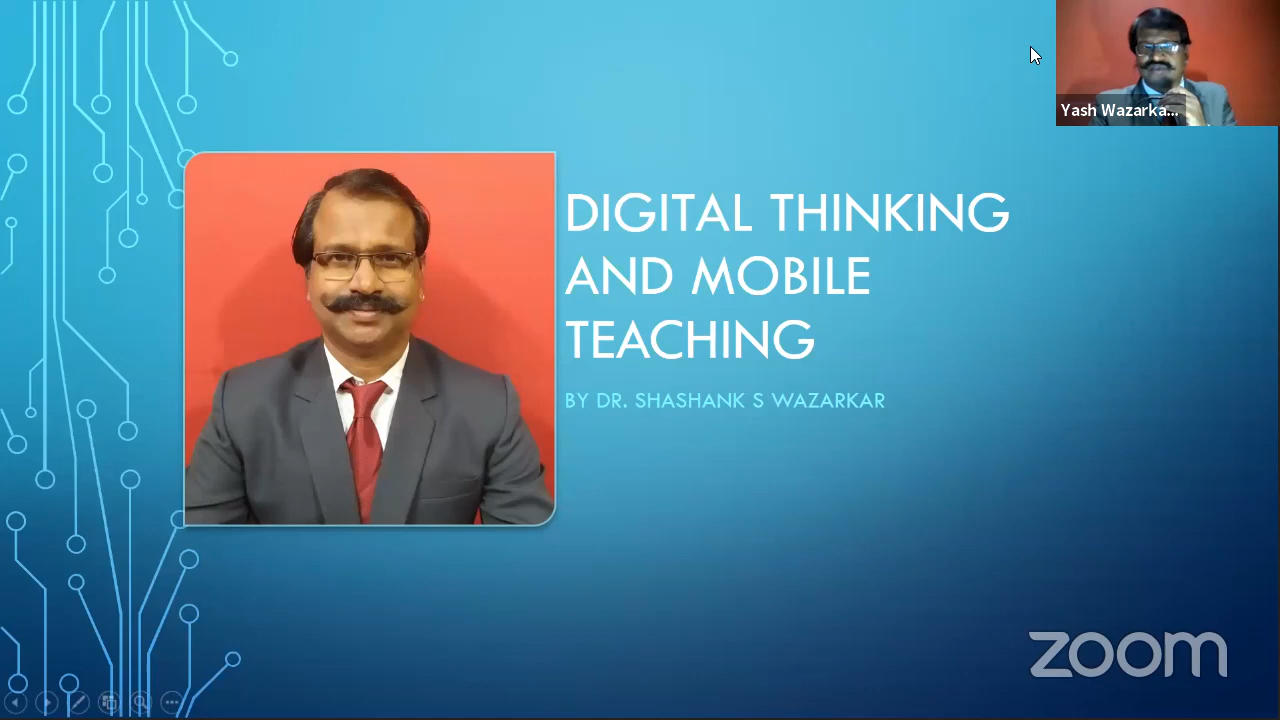 Yash Wazarka...
DIGITAL THINKING
AND MOBILE
TEACHING
BY DR. SHASHANK S WAZARKAR
zoom